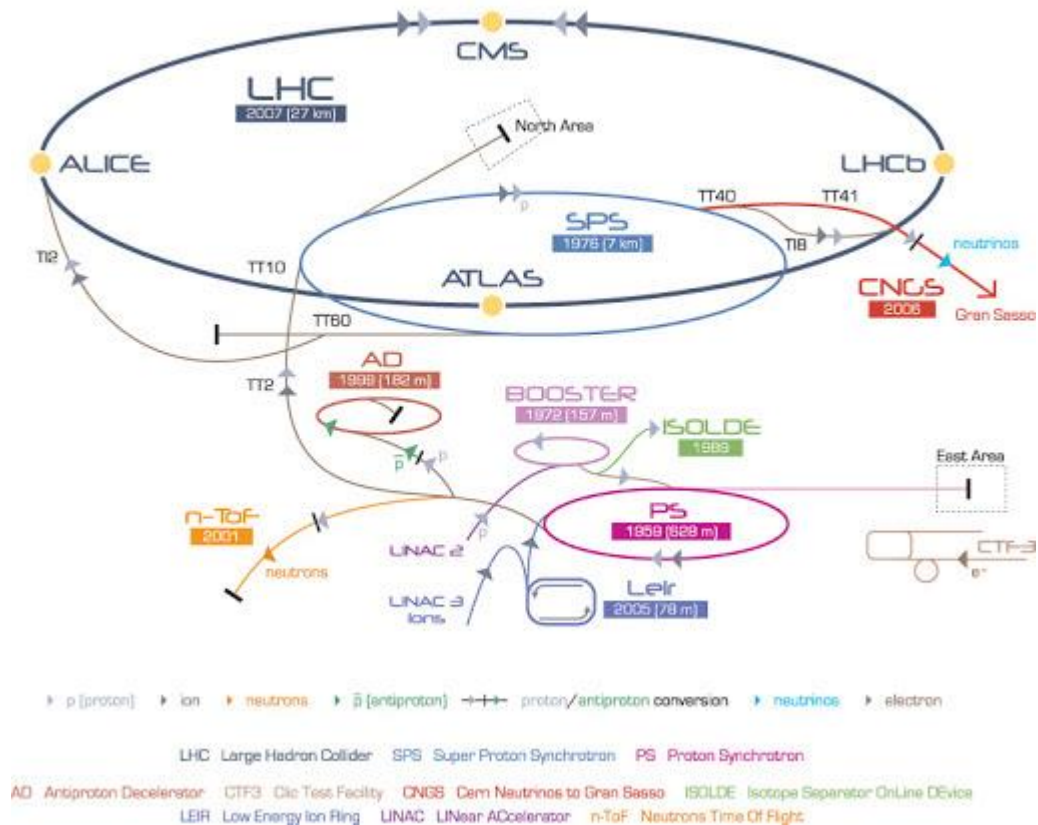 CMS
LHC
2007 (27 km)
North Area
ALICE
LHCb
TT40
TT41
p
SPS
1976 (7 km)
TI8
neutrinos
TI2
TT10
ATLAS
CNGS
2006
Gran Sasso
TT60
AD
1999 (182 m)
TT2
BOOSTER
1972 (157 m)
ISOLDE
1989
p̅
p
East Area
n-ToF
2001
PS
1959 (628 m)
LINAC 2
p
neutrons
CTF3
e-
LINAC 3
Ions
Leir
2005 (78 m)
p [proton] ion neutrons p̅ [antiproton] proton/antiproton conversion neutrinos electron
LHC Large Hadron Collider SPS Super Proton Synchrotron PS Proton Synchrotron
AD Antiproton Decelerator CTF3 Clic Test Facility CNGS Cern Neutrinos to Gran Sasso ISOLDE Isotope Separator OnLine DEvice
LEIR Low Energy Ion Ring LINAC LINear ACcelerator n-ToF Neutrons Time Of Flight